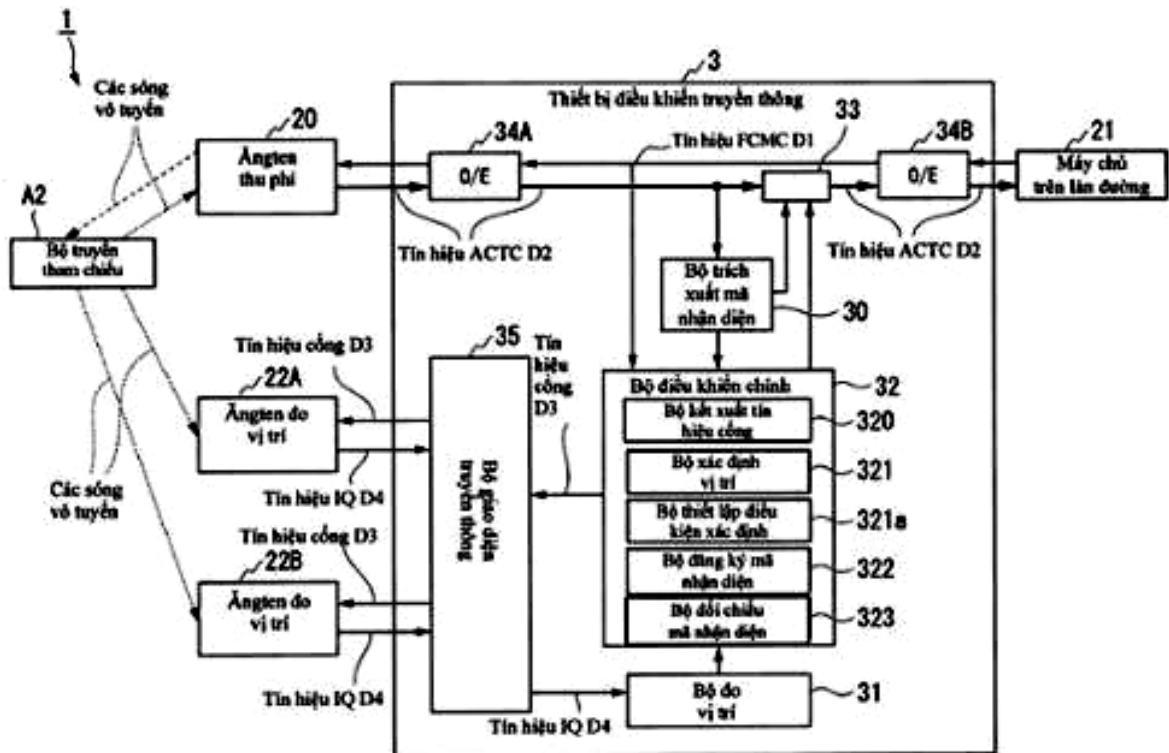 1
3
Các sóng
vô tuyến
Thiết bị điều khiển truyền thông
20
34A
Tín hiệu FCMC D1
33
34B
21
Ăngten
thu phí
O/E
O/E
Máy chủ
trên làn đường
A2
Bộ truyền
tham chiếu
Tín hiệu ACTC D2
Tín hiệu ACTC D2
Bộ trích
xuất mã
nhận diện
30
35
Tín
hiệu
cổng
D3
Tín hiệu cổng D3
22A
Ăngten đo
vị trí
Tín hiệu IQ D4
Các sóng
vô tuyến
Tín hiệu cổng D3
22B
Ăngten đo
vị trí
Tín hiệu IQ D4
Bộ giao diện
truyền thông
Bộ điều khiển chính
32
Bộ kết xuất tín
hiệu cổng
320
Bộ xác định
vị trí
321
Bộ thiết lập điều
kiện xác định
321a
Bộ đăng ký mã
nhận diện
322
Bộ đối chiếu
mã nhận diện
323
Tín hiệu IQ D4
Bộ đo
vị trí
31